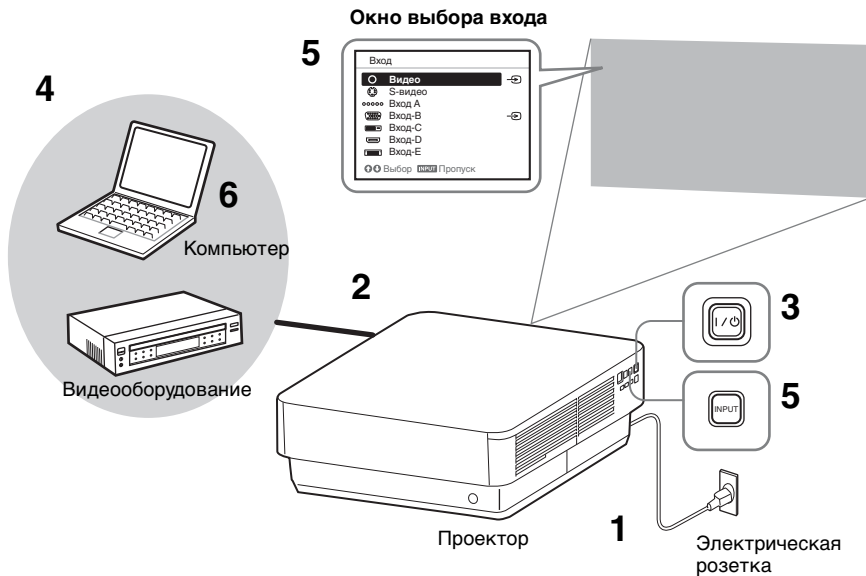 Окно выбора входа
5
Вход
Видео
S-видео
Вход A
Вход-B
Вход-C
Вход-D
Вход-E
Выбор INPUT Пропуск
4
6
Компьютер
Видеооборудование
2
3
I / ⏻
INPUT
5
Проектор
1
Электрическая
розетка